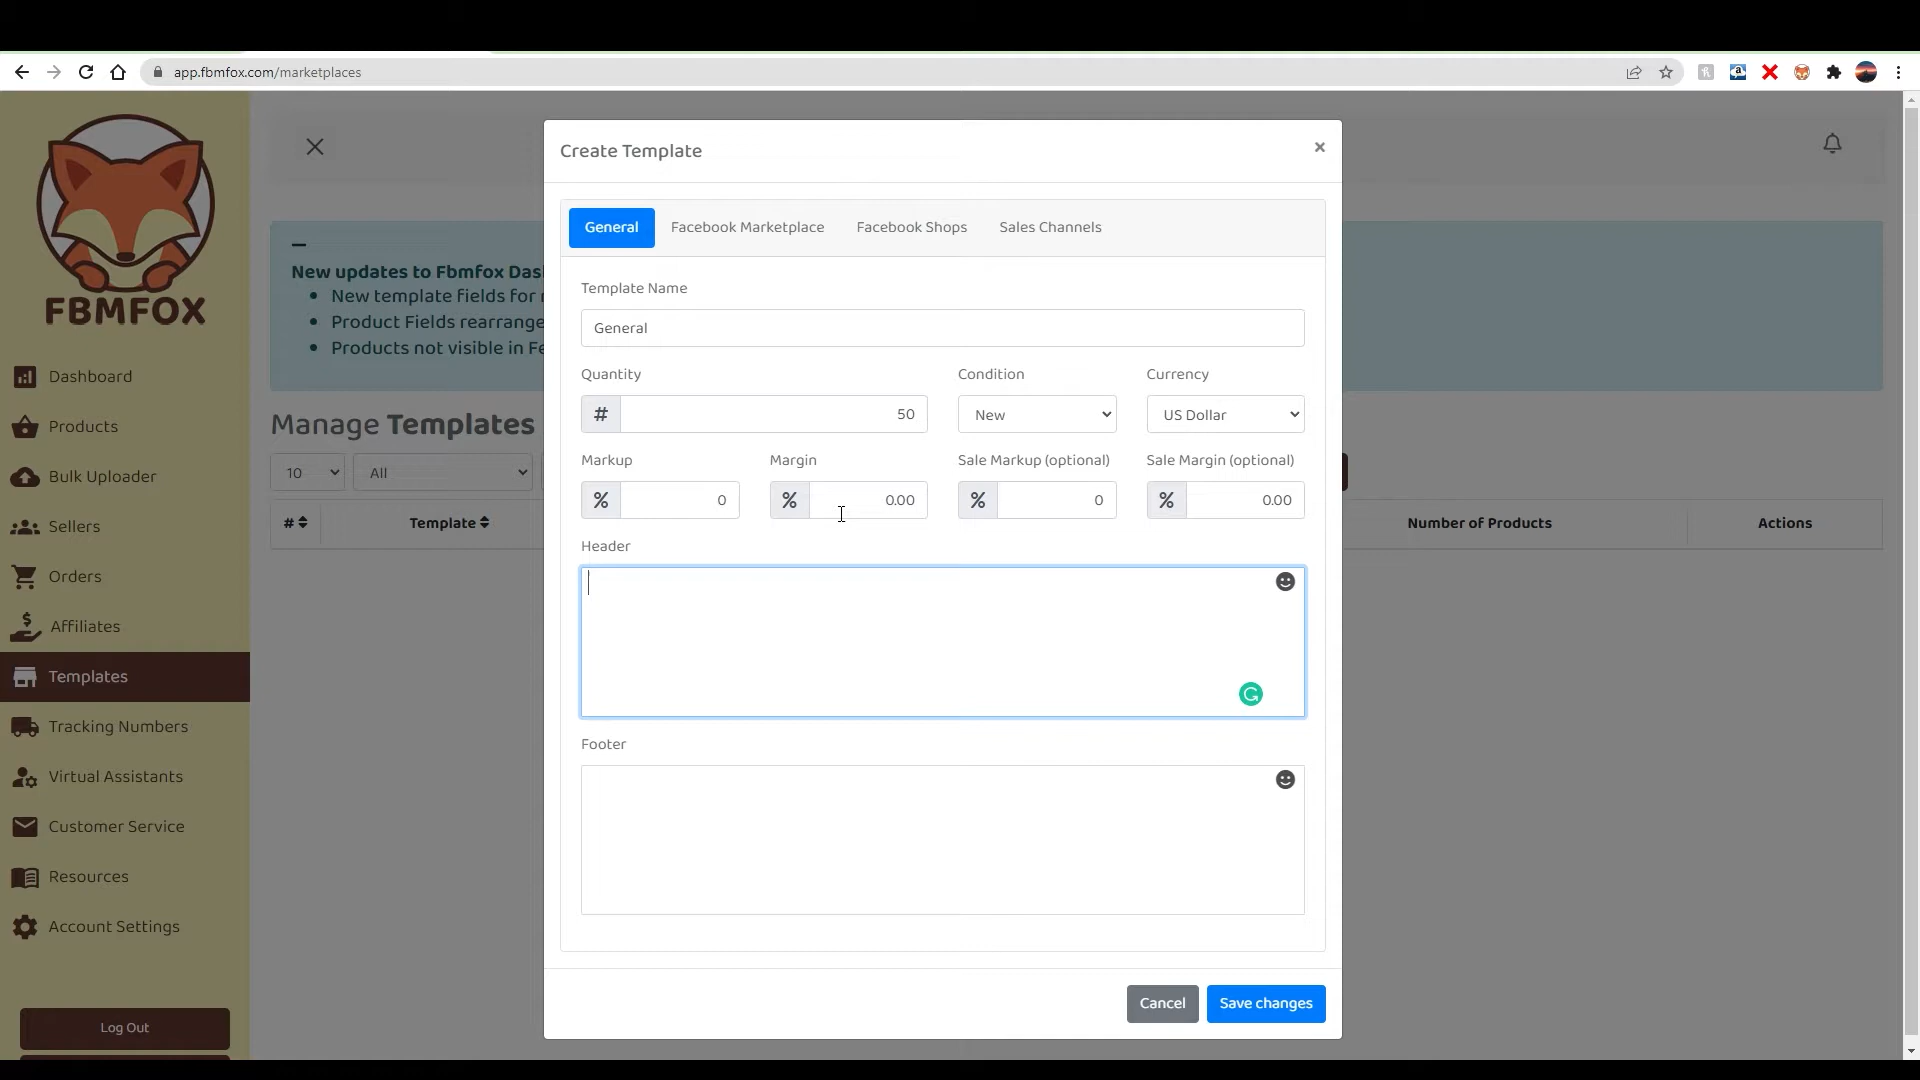 app.fbmfox.com/marketplaces
FBMFOX
Dashboard
Products
Bulk Uploader
Sellers
Orders
Affiliates
Templates
Tracking Numbers
Virtual Assistants
Customer Service
Resources
Account Settings
Log Out
New updates to Fbmfox Das
New template fields for
Product Fields rearrange
Products not visible in Fe
Manage Templates
10
All
#
Template
Number of Products
Actions
Create Template
×
General
Facebook Marketplace
Facebook Shops
Sales Channels
Template Name
General
Quantity
Condition
Currency
#
50
New
US Dollar
Markup
Margin
Sale Markup (optional)
Sale Margin (optional)
%
0
%
0.00
%
0
%
0.00
Header
Footer
Cancel
Save changes